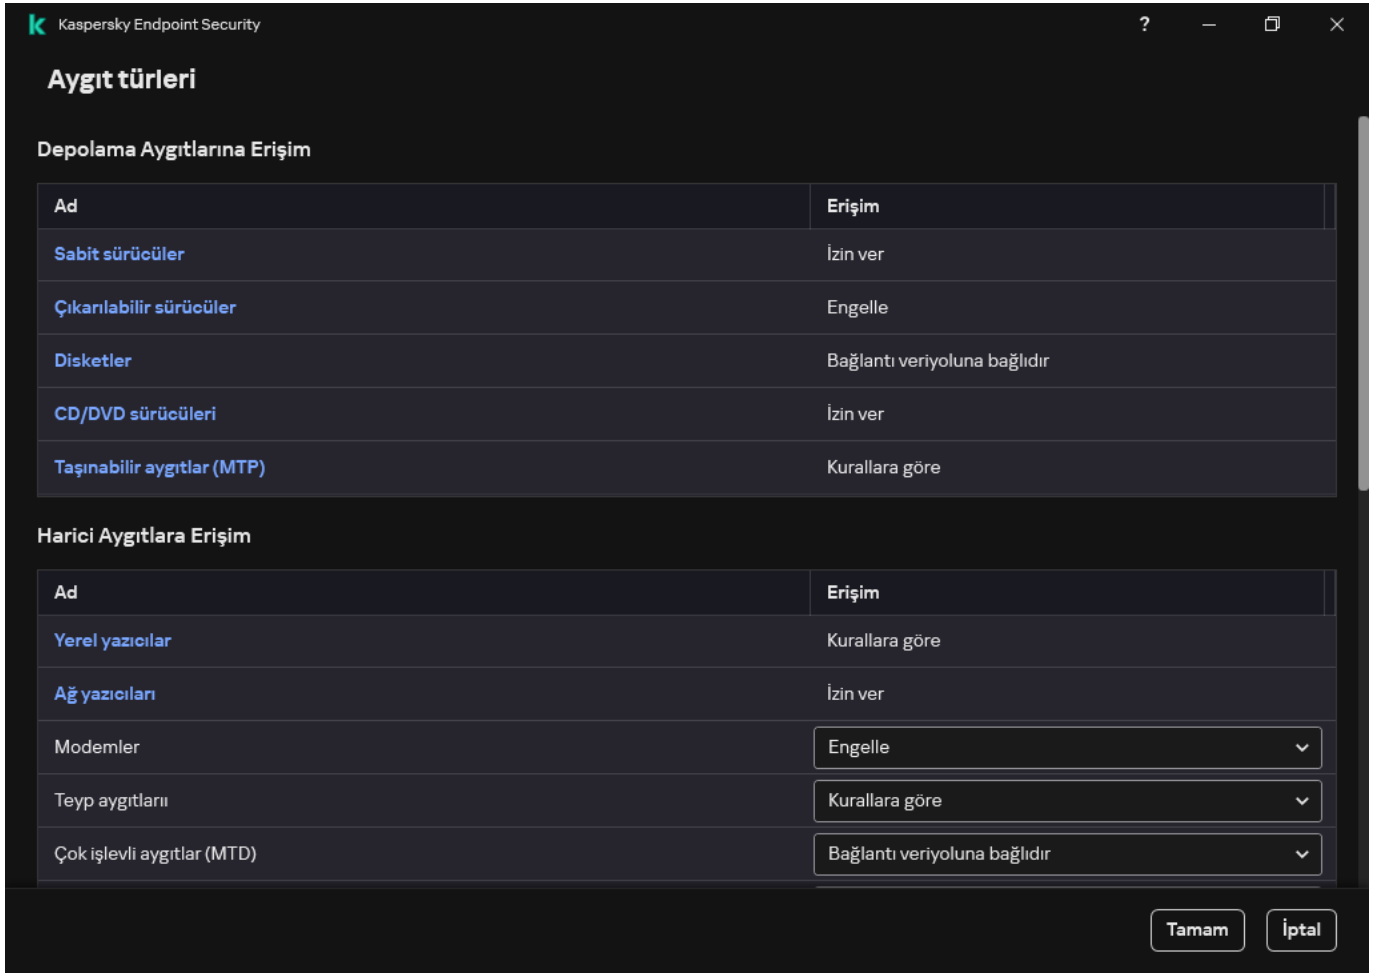 Kaspersky Endpoint Security
?
Aygıt türleri
Depolama Aygıtlarına Erişim
Ad Erişim
Sabit sürücüler İzin ver
Çıkarılabilir sürücüler Engelle
Disketler Bağlantı veriyoluna bağlıdır
CD/DVD sürücüleri İzin ver
Taşınabilir aygıtlar (MTP) Kurallara göre
Harici Aygıtlara Erişim
Ad Erişim
Yerel yazıcılar Kurallara göre
Ağ yazıcıları İzin ver
Modemler Engelle
Teyp aygıtlarıı Kurallara göre
Çok işlevli aygıtlar (MTD) Bağlantı veriyoluna bağlıdır
Tamam İptal